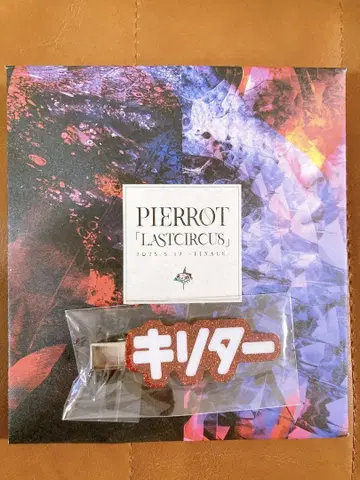 PIERROT
「LASTCIRCUS」
キリター